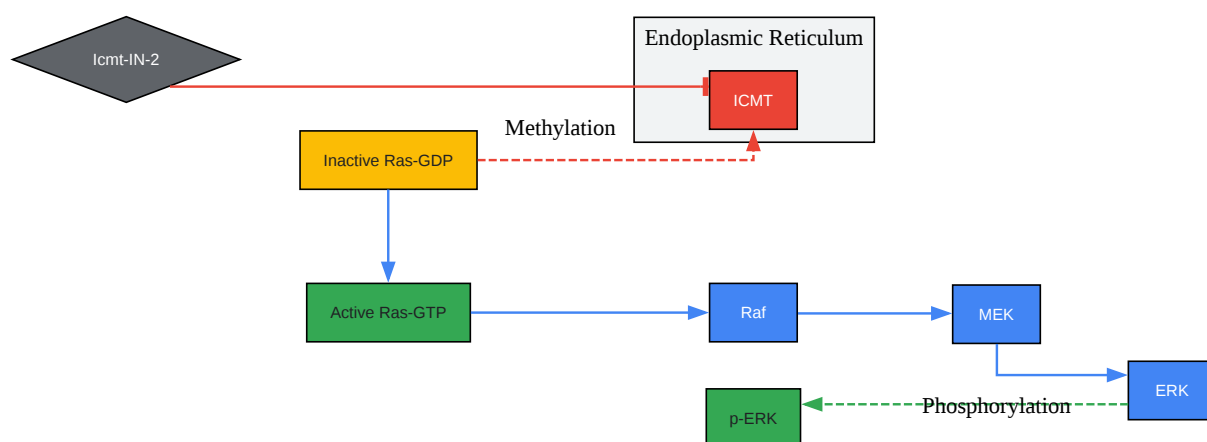 Endoplasmic Reticulum
Icmt-IN-2
ICMT
Methylation
Inactive Ras-GDP
Active Ras-GTP
Raf
MEK
ERK
Phosphorylation
p-ERK